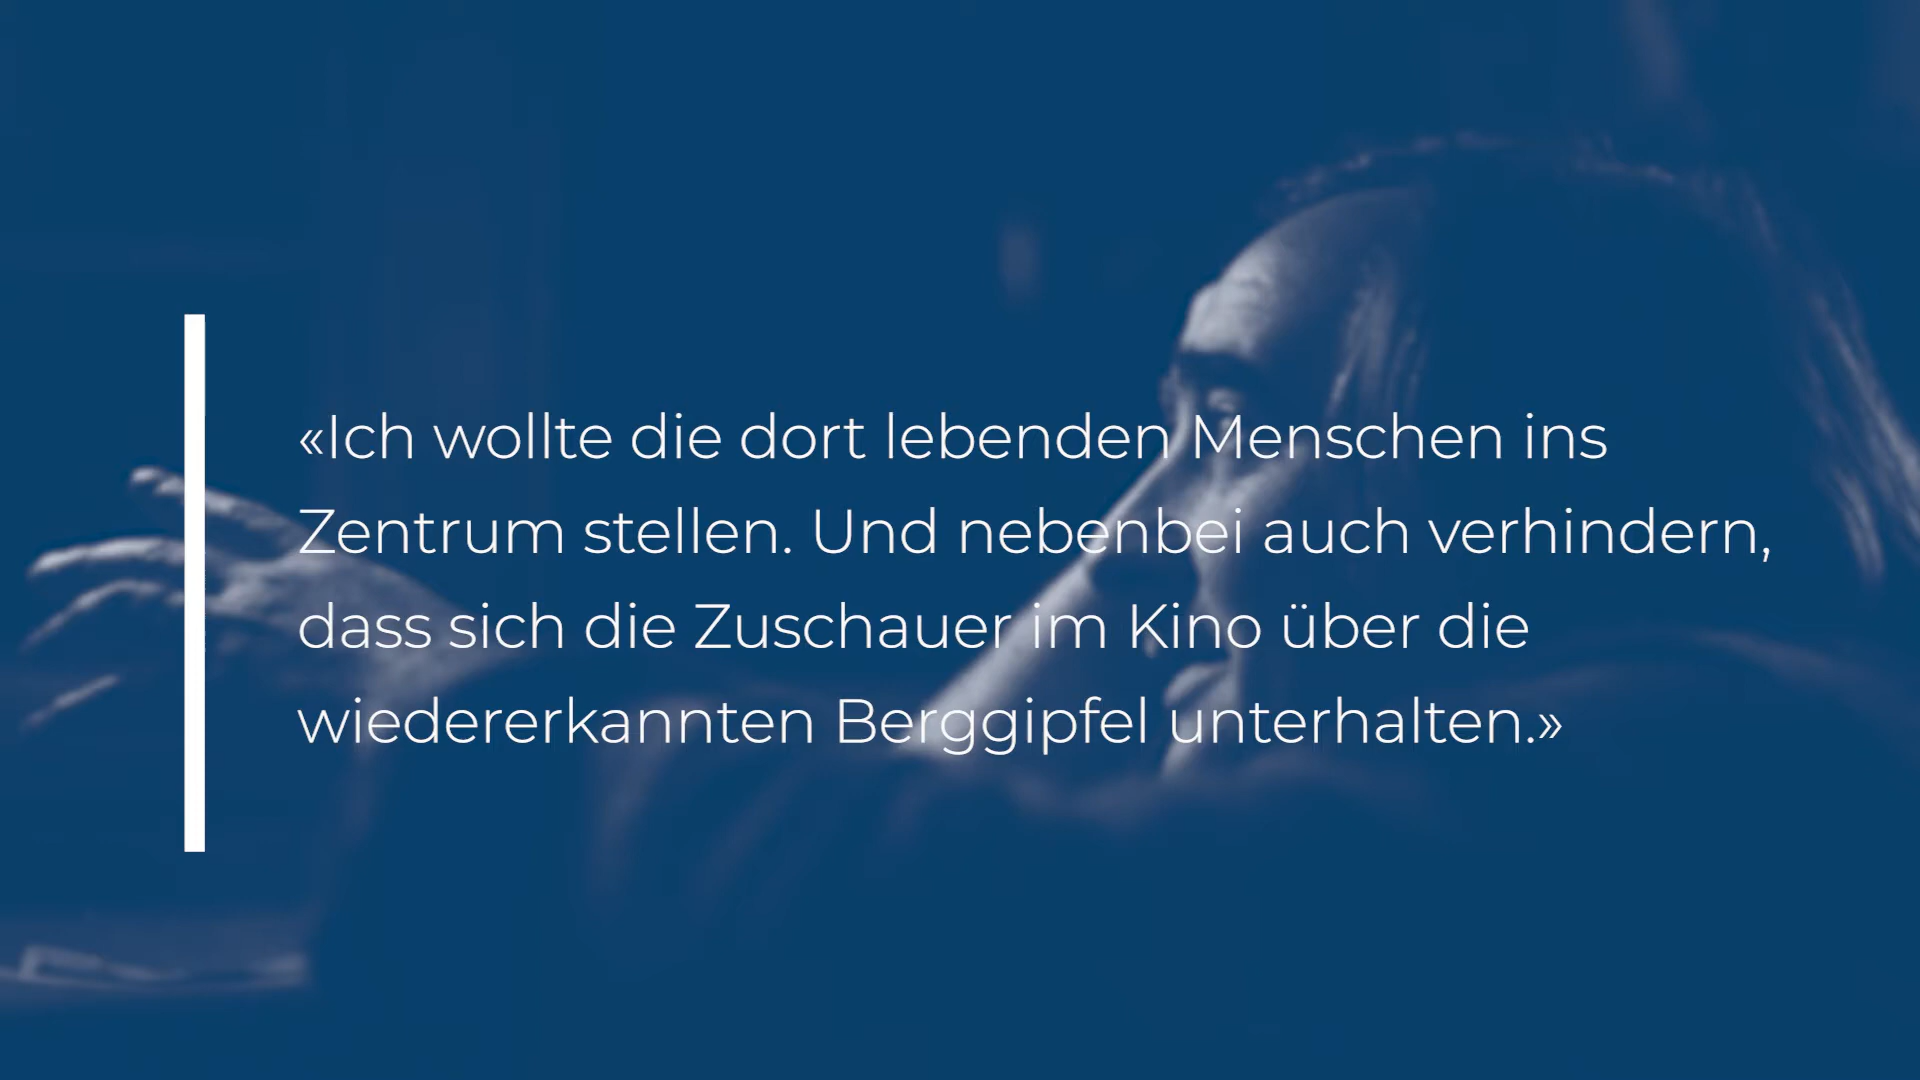 «Ich wollte die dort lebenden Menschen ins
Zentrum stellen. Und nebenbei auch verhindern,
dass sich die Zuschauer im Kino über die
wiedererkannten Berggipfel unterhalten.»